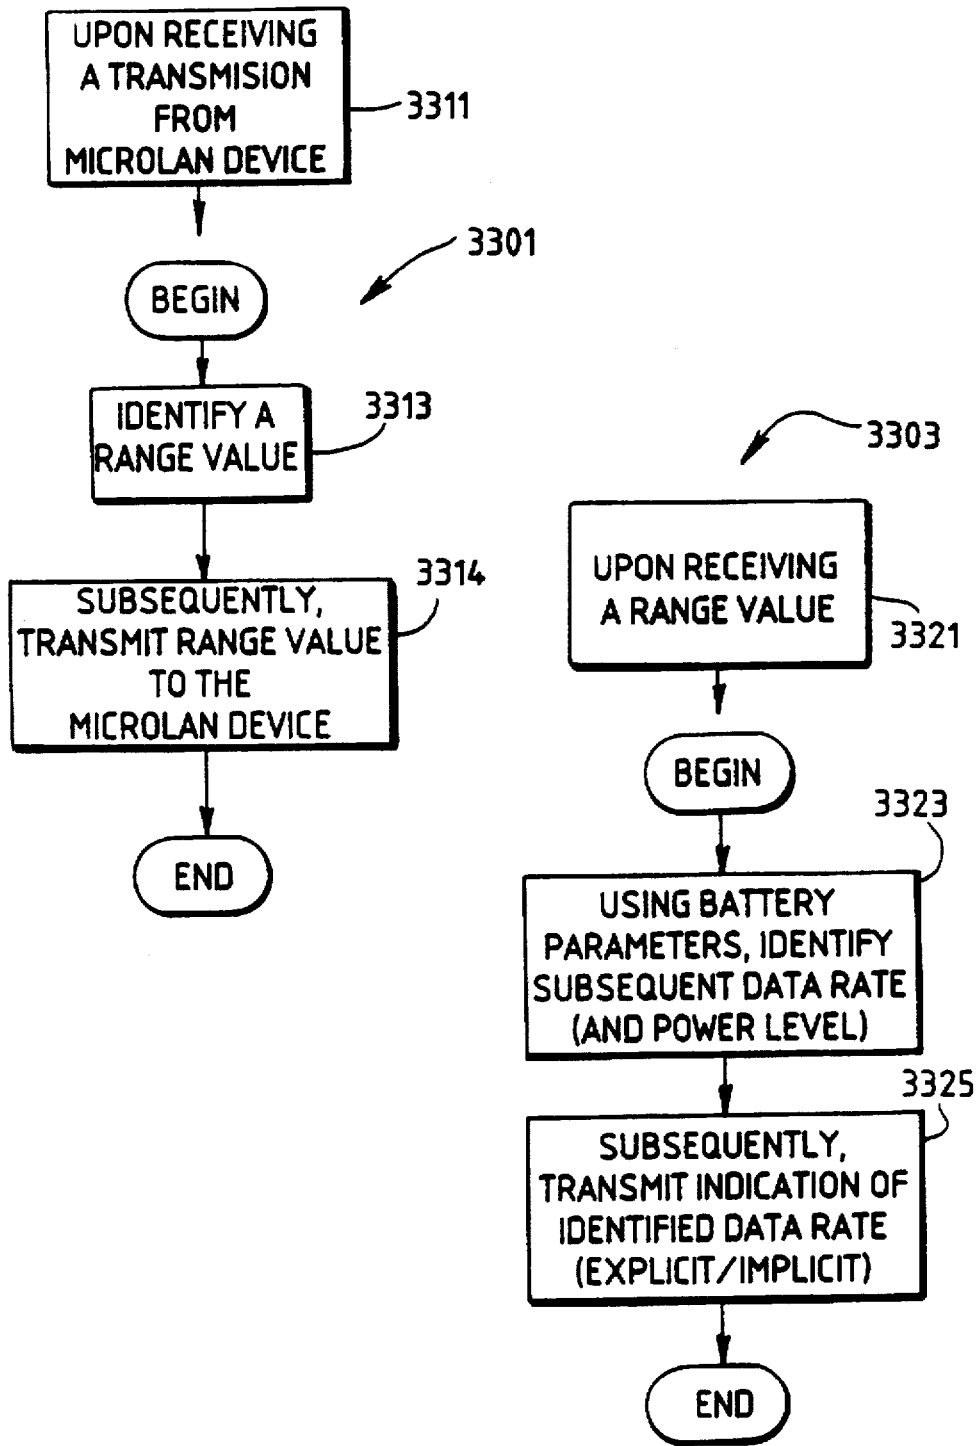 UPON RECEIVING
A TRANSMISION
FROM
MICROLAN DEVICE
3311
3301
BEGIN
IDENTIFY A
RANGE VALUE
3313
SUBSEQUENTLY,
TRANSMIT RANGE VALUE
TO THE
MICROLAN DEVICE
3314
END
3303
UPON RECEIVING
A RANGE VALUE
3321
BEGIN
3323
USING BATTERY
PARAMETERS, IDENTIFY
SUBSEQUENT DATA RATE
(AND POWER LEVEL)
3325
SUBSEQUENTLY,
TRANSMIT INDICATION OF
IDENTIFIED DATA RATE
(EXPLICIT/IMPLICIT)
END